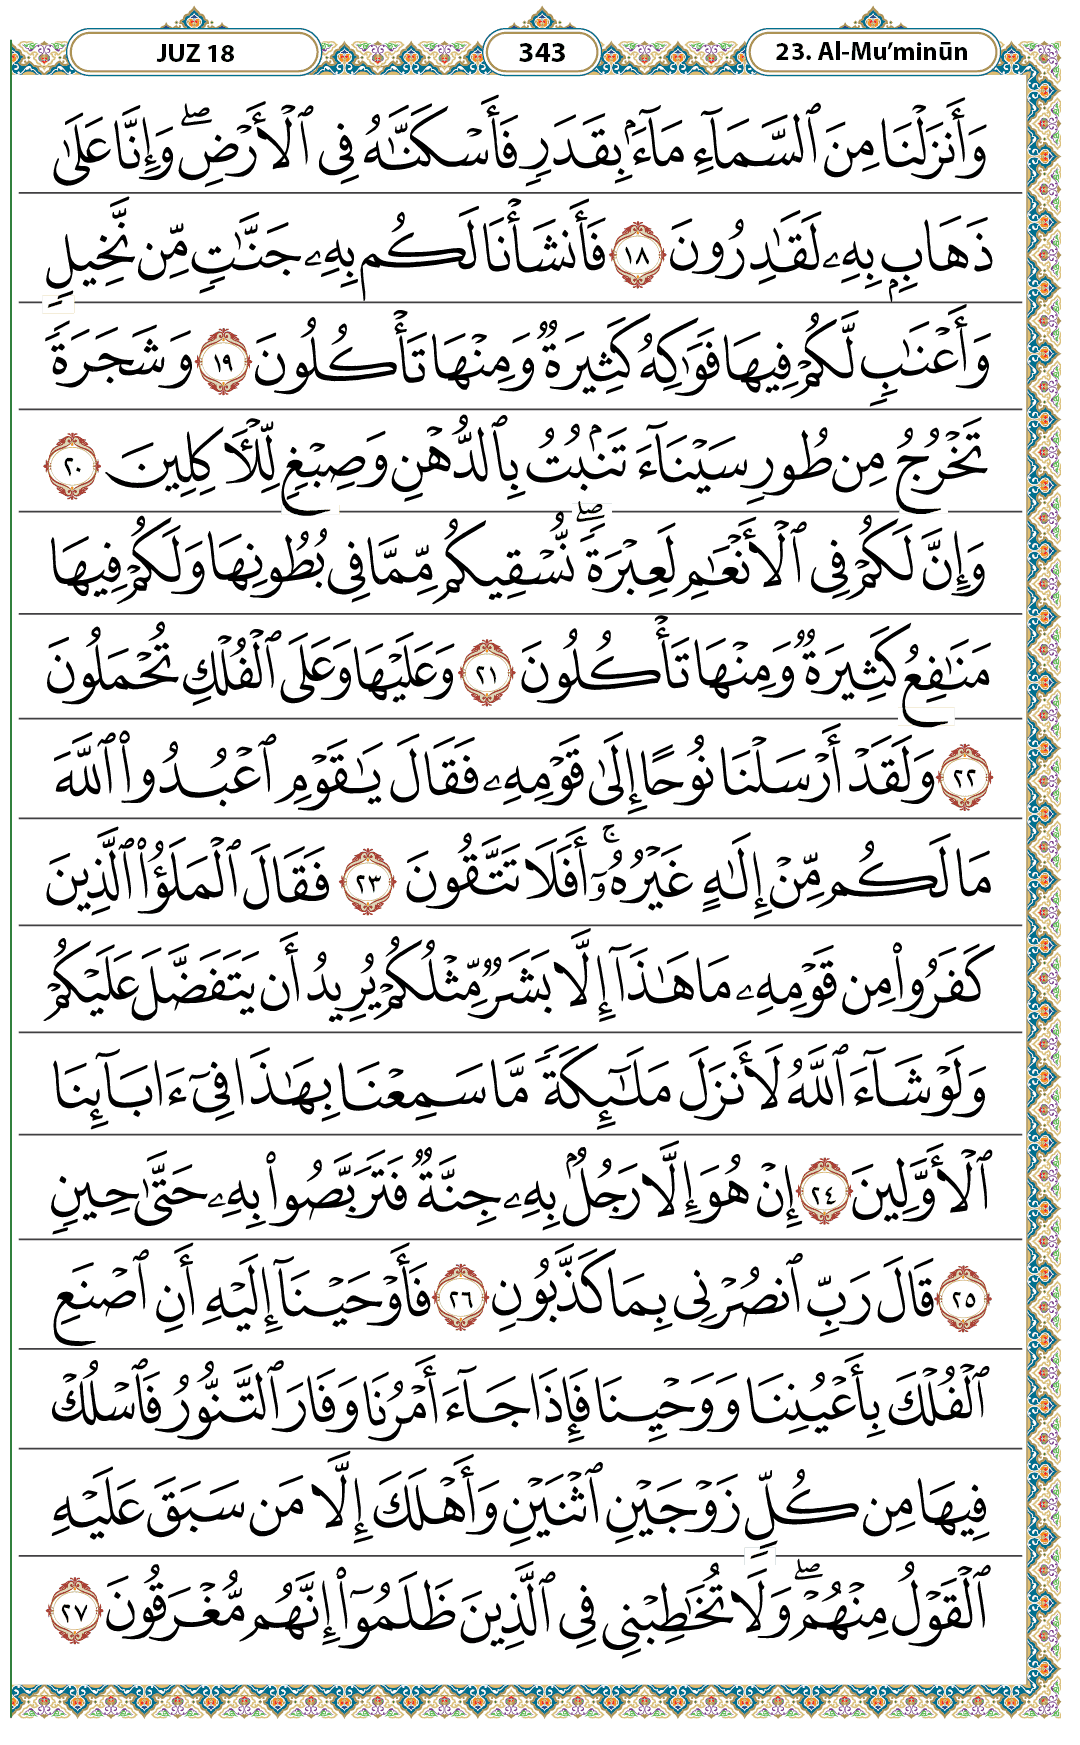 JUZ 18
343
23. Al-Mu’minūn
وَأَنزَلۡنَا مِنَ ٱلسَّمَآءِ مَآءَۢ بِقَدَرٖ فَأَسۡكَنَّٰهُ فِي ٱلۡأَرۡضِۖ وَإِنَّا عَلَىٰ
ذَهَابِۭ بِهِۦ لَقَٰدِرُونَ ١٨ فَأَنشَأۡنَا لَكُم بِهِۦ جَنَّٰتٖ مِّن نَّخِيلٖ
وَأَعۡنَٰبٖ لَّكُمۡ فِيهَا فَوَٰكِهُ كَثِيرَةٞ وَمِنۡهَا تَأۡكُلُونَ ١٩ وَشَجَرَةٗ
تَخۡرُجُ مِن طُورِ سَيۡنَآءَ تَنۢبُتُ بِٱلدُّهۡنِ وَصِبۡغٖ لِّلۡأٓكِلِينَ ٢٠
وَإِنَّ لَكُمۡ فِي ٱلۡأَنۡعَٰمِ لَعِبۡرَةٗۖ نُّسۡقِيكُم مِّمَّا فِي بُطُونِهَا وَلَكُمۡ فِيهَا
مَنَٰفِعُ كَثِيرَةٞ وَمِنۡهَا تَأۡكُلُونَ ٢١ وَعَلَيۡهَا وَعَلَى ٱلۡفُلۡكِ تُحۡمَلُونَ
٢٢ وَلَقَدۡ أَرۡسَلۡنَا نُوحًا إِلَىٰ قَوۡمِهِۦ فَقَالَ يَٰقَوۡمِ ٱعۡبُدُواْ ٱللَّهَ
مَا لَكُم مِّنۡ إِلَٰهٍ غَيۡرُهُۥٓۚ أَفَلَا تَتَّقُونَ ٢٣ فَقَالَ ٱلۡمَلَؤُاْ ٱلَّذِينَ
كَفَرُواْ مِن قَوۡمِهِۦ مَا هَٰذَآ إِلَّا بَشَرٞ مِّثۡلُكُمۡ يُرِيدُ أَن يَتَفَضَّلَ عَلَيۡكُمۡ
وَلَوۡ شَآءَ ٱللَّهُ لَأَنزَلَ مَلَٰٓئِكَةٗ مَّا سَمِعۡنَا بِهَٰذَا فِيٓ ءَابَآئِنَا
ٱلۡأَوَّلِينَ ٢٤ إِنۡ هُوَ إِلَّا رَجُلُۢ بِهِۦ جِنَّةٞ فَتَرَبَّصُواْ بِهِۦ حَتَّىٰ حِينٖ
٢٥ قَالَ رَبِّ ٱنصُرۡنِي بِمَا كَذَّبُونِ ٢٦ فَأَوۡحَيۡنَآ إِلَيۡهِ أَنِ ٱصۡنَعِ
ٱلۡفُلۡكَ بِأَعۡيُنِنَا وَوَحۡيِنَا فَإِذَا جَآءَ أَمۡرُنَا وَفَارَ ٱلتَّنُّورُ فَٱسۡلُكۡ
فِيهَا مِن كُلّٖ زَوۡجَيۡنِ ٱثۡنَيۡنِ وَأَهۡلَكَ إِلَّا مَن سَبَقَ عَلَيۡهِ
ٱلۡقَوۡلُ مِنۡهُمۡۖ وَلَا تُخَٰطِبۡنِي فِي ٱلَّذِينَ ظَلَمُوٓاْ إِنَّهُم مُّغۡرَقُونَ ٢٧